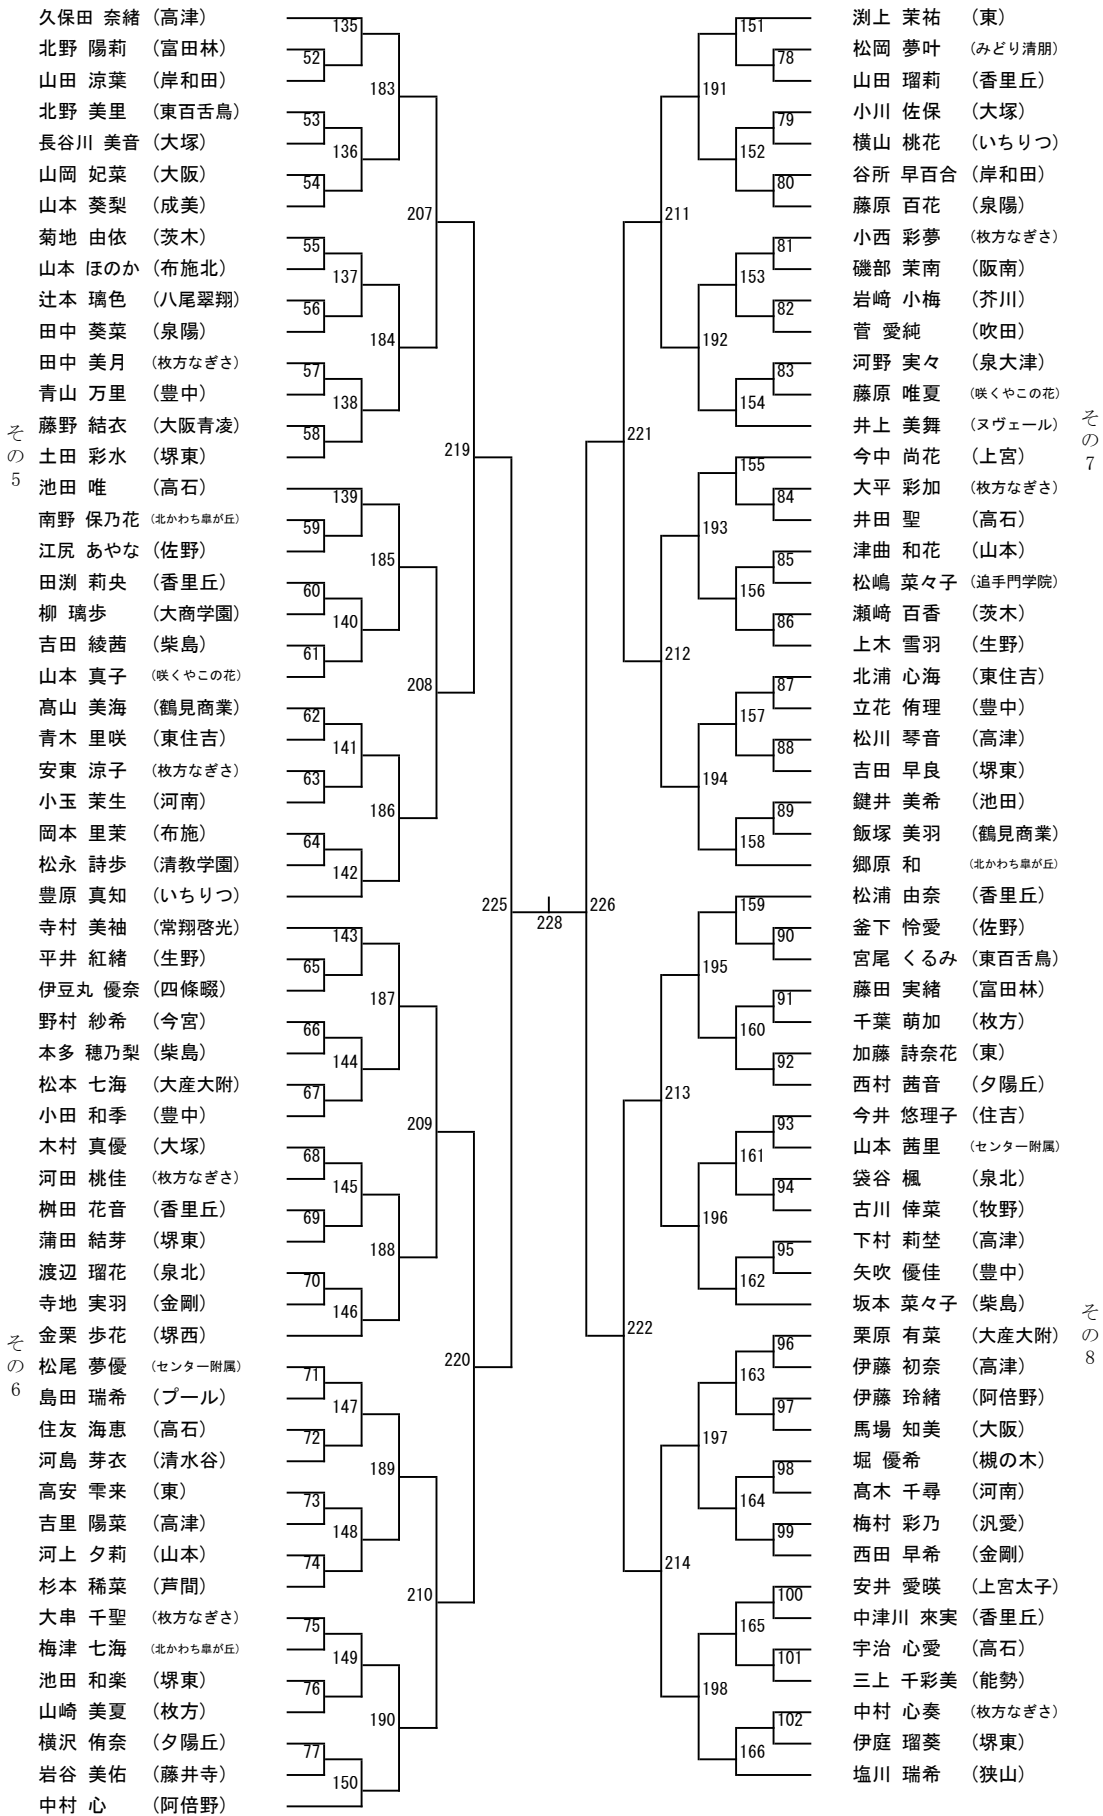 久保田 奈緒 (高津)
北野 陽莉 (富田林)
山田 涼葉 (岸和田)
北野 美里 (東百舌鳥)
長谷川 美音 (大塚)
山岡 妃菜 (大阪)
山本 葵梨 (成美)
菊地 由依 (茨木)
山本 ほのか (布施北)
辻本 璃色 (八尾翠翔)
田中 葵菜 (泉陽)
田中 美月 (枚方なぎさ)
青山 万里 (豊中)
藤野 結衣 (大阪青凌)
土田 彩水 (堺東)
池田 唯 (高石)
南野 保乃花 (北かわち皐が丘)
江尻 あやな (佐野)
田渕 莉央 (香里丘)
柳 璃歩 (大商学園)
吉田 綾茜 (柴島)
山本 真子 (咲くやこの花)
髙山 美海 (鶴見商業)
青木 里咲 (東住吉)
安東 涼子 (枚方なぎさ)
小玉 茉生 (河南)
岡本 里茉 (布施)
松永 詩歩 (清教学園)
豊原 真知 (いちりつ)
その5
寺村 美袖 (常翔啓光)
平井 紅緒 (生野)
伊豆丸 優奈 (四條畷)
野村 紗希 (今宮)
本多 穂乃梨 (柴島)
松本 七海 (大産大附)
小田 和季 (豊中)
木村 真優 (大塚)
河田 桃佳 (枚方なぎさ)
桝田 花音 (香里丘)
蒲田 結芽 (堺東)
渡辺 瑠花 (泉北)
寺地 実羽 (金剛)
金栗 歩花 (堺西)
松尾 夢優 (センター附属)
島田 瑞希 (プール)
住友 海恵 (高石)
河島 芽衣 (清水谷)
高安 雫来 (東)
吉里 陽菜 (高津)
河上 夕莉 (山本)
杉本 稀菜 (芦間)
大串 千聖 (枚方なぎさ)
梅津 七海 (北かわち皐が丘)
池田 和楽 (堺東)
山崎 美夏 (枚方)
横沢 侑奈 (夕陽丘)
岩谷 美佑 (藤井寺)
中村 心 (阿倍野)
その6
135
52
183
53
136
54
207
55
137
56
184
57
138
58
219
139
59
185
60
140
61
208
62
141
63
186
64
142
225
143
65
187
66
144
67
209
68
145
69
188
70
146
220
71
147
72
189
73
148
74
210
75
149
76
190
77
150
228
151
78
191
79
152
80
211
81
153
82
192
83
154
221
155
84
193
85
156
86
212
87
157
88
194
89
158
226
159
90
195
91
160
92
213
93
161
94
196
95
162
222
96
163
97
197
98
164
99
214
100
165
101
198
102
166
渕上 茉祐 (東)
松岡 夢叶 (みどり清朋)
山田 瑠莉 (香里丘)
小川 佐保 (大塚)
横山 桃花 (いちりつ)
谷所 早百合 (岸和田)
藤原 百花 (泉陽)
小西 彩夢 (枚方なぎさ)
磯部 茉南 (阪南)
岩﨑 小梅 (芥川)
菅 愛純 (吹田)
河野 実々 (泉大津)
藤原 唯夏 (咲くやこの花)
井上 美舞 (ヌヴェール)
今中 尚花 (上宮)
大平 彩加 (枚方なぎさ)
井田 聖 (高石)
津曲 和花 (山本)
松嶋 菜々子 (追手門学院)
瀬﨑 百香 (茨木)
上木 雪羽 (生野)
北浦 心海 (東住吉)
立花 侑理 (豊中)
松川 琴音 (高津)
吉田 早良 (堺東)
鍵井 美希 (池田)
飯塚 美羽 (鶴見商業)
郷原 和 (北かわち皐が丘)
その7
松浦 由奈 (香里丘)
釜下 怜愛 (佐野)
宮尾 くるみ (東百舌鳥)
藤田 実緒 (富田林)
千葉 萌加 (枚方)
加藤 詩奈花 (東)
西村 茜音 (夕陽丘)
今井 悠理子 (住吉)
山本 茜里 (センター附属)
袋谷 楓 (泉北)
古川 倖菜 (牧野)
下村 莉埜 (高津)
矢吹 優佳 (豊中)
坂本 菜々子 (柴島)
栗原 有菜 (大産大附)
伊藤 初奈 (高津)
伊藤 玲緒 (阿倍野)
馬場 知美 (大阪)
堀 優希 (槻の木)
髙木 千尋 (河南)
梅村 彩乃 (汎愛)
西田 早希 (金剛)
安井 愛暎 (上宮太子)
中津川 來実 (香里丘)
宇治 心愛 (高石)
三上 千彩美 (能勢)
中村 心奏 (枚方なぎさ)
伊庭 瑠葵 (堺東)
塩川 瑞希 (狭山)
その8